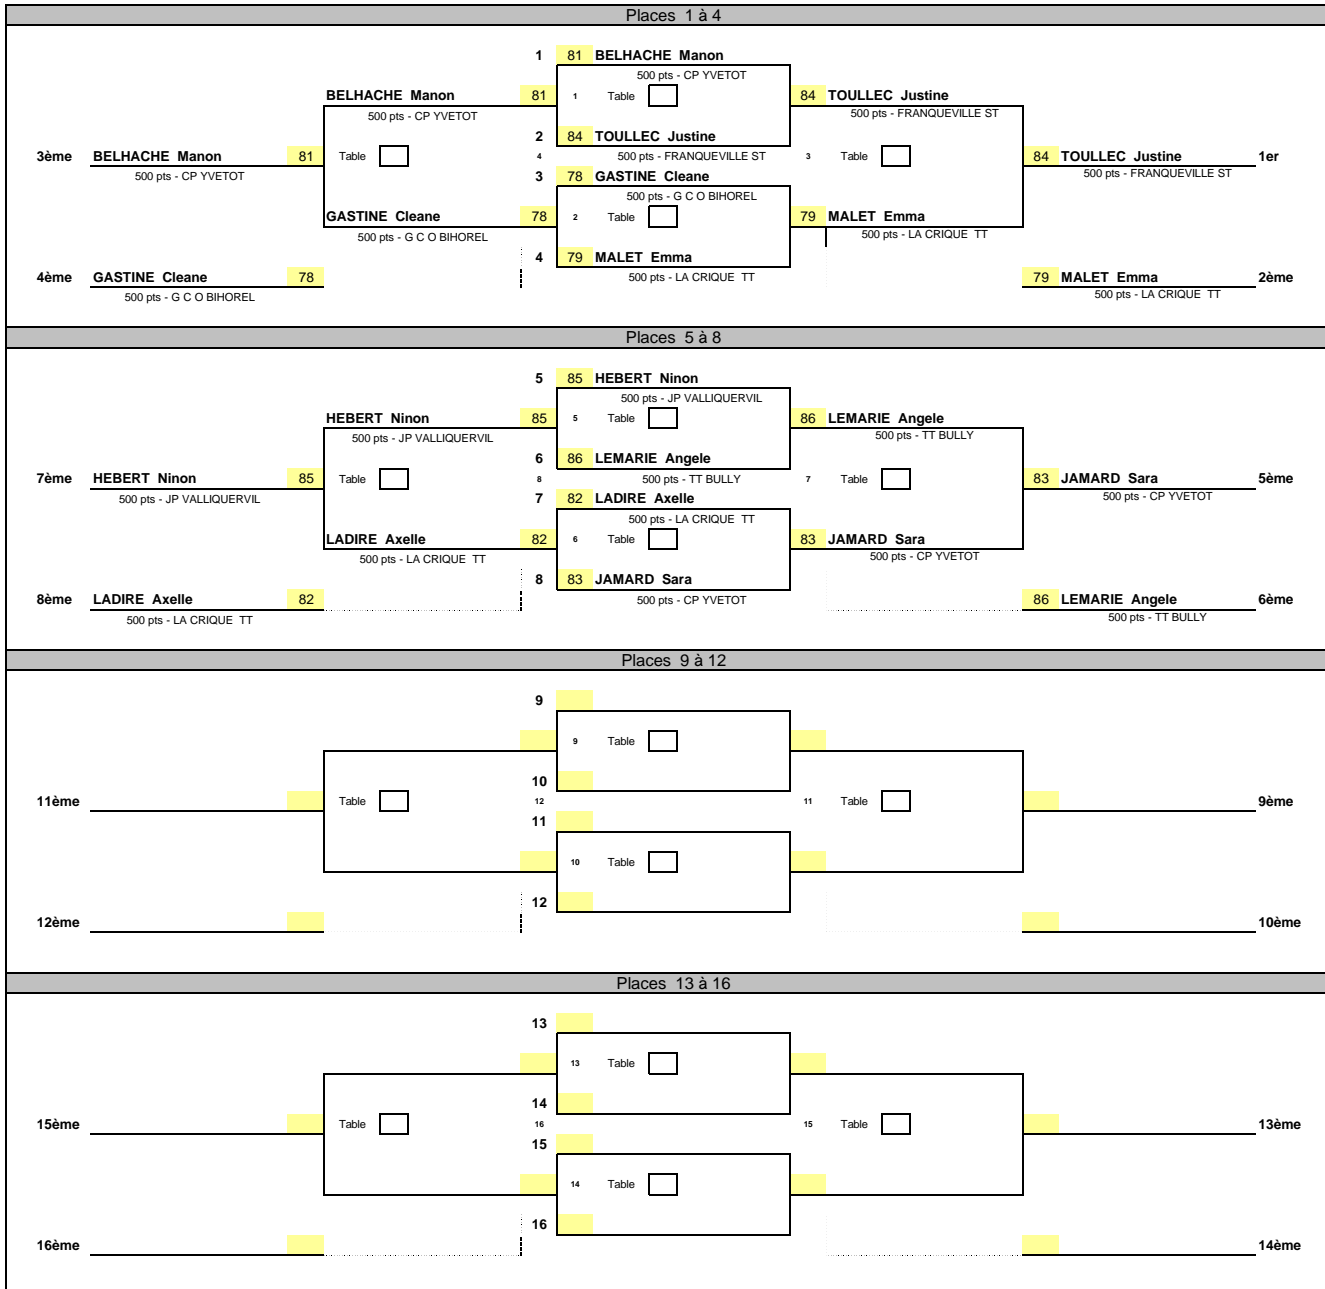 Places 1 à 4
1 81 BELHACHE Manon
500 pts - CP YVETOT
BELHACHE Manon 81 1 Table 84 TOULLEC Justine
500 pts - CP YVETOT 500 pts - FRANQUEVILLE ST
2 84 TOULLEC Justine
3ème BELHACHE Manon 81 Table 4 500 pts - FRANQUEVILLE ST 3 Table 84 TOULLEC Justine 1er
500 pts - CP YVETOT 3 78 GASTINE Cleane 500 pts - FRANQUEVILLE ST
500 pts - G C O BIHOREL
GASTINE Cleane 78 2 Table 79 MALET Emma
500 pts - G C O BIHOREL 500 pts - LA CRIQUE TT
4 79 MALET Emma
4ème GASTINE Cleane 78 500 pts - LA CRIQUE TT 79 MALET Emma 2ème
500 pts - G C O BIHOREL 500 pts - LA CRIQUE TT
Places 5 à 8
5 85 HEBERT Ninon
500 pts - JP VALLIQUERVIL
HEBERT Ninon 85 5 Table 86 LEMARIE Angele
500 pts - JP VALLIQUERVIL 500 pts - TT BULLY
6 86 LEMARIE Angele
7ème HEBERT Ninon 85 Table 8 500 pts - TT BULLY 7 Table 83 JAMARD Sara 5ème
500 pts - JP VALLIQUERVIL 7 82 LADIRE Axelle 500 pts - CP YVETOT
500 pts - LA CRIQUE TT
LADIRE Axelle 82 6 Table 83 JAMARD Sara
500 pts - LA CRIQUE TT 500 pts - CP YVETOT
8 83 JAMARD Sara
8ème LADIRE Axelle 82 500 pts - CP YVETOT 86 LEMARIE Angele 6ème
500 pts - LA CRIQUE TT 500 pts - TT BULLY
Places 9 à 12
9
9 Table
10
11ème Table 12 11 Table 9ème
11
10 Table
12
12ème 10ème
Places 13 à 16
13
13 Table
14
15ème Table 16 15 Table 13ème
15
14 Table
16
16ème 14ème